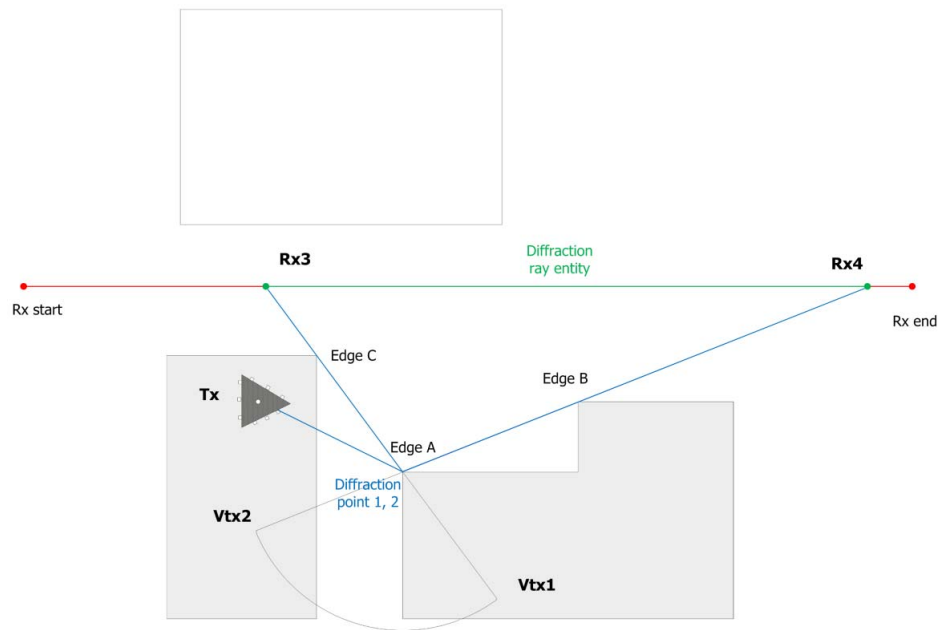 Diffraction
ray entity
Rx3
Rx4
Rx start
Rx end
Edge C
Edge B
Tx
Edge A
Diffraction
point 1, 2
Vtx2
Vtx1